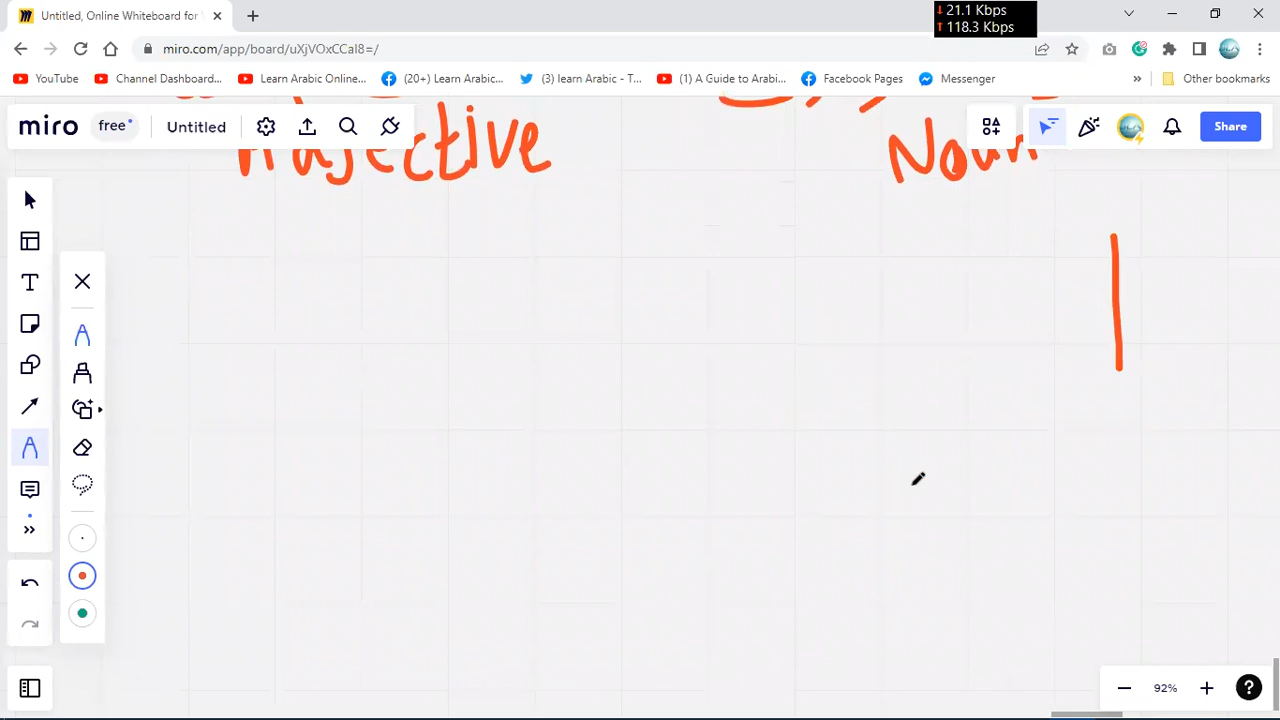 Untitled, Online Whiteboard for
21.1 Kbps
118.3 Kbps
miro.com/app/board/uXjVOxCCaI8=/
YouTube
Channel Dashboard...
Learn Arabic Online...
(20+) Learn Arabic...
(3) learn Arabic - T...
(1) A Guide to Arabi...
Facebook Pages
Messenger
Other bookmarks
miro
free
Untitled
Share
Adjective
Noun
92%